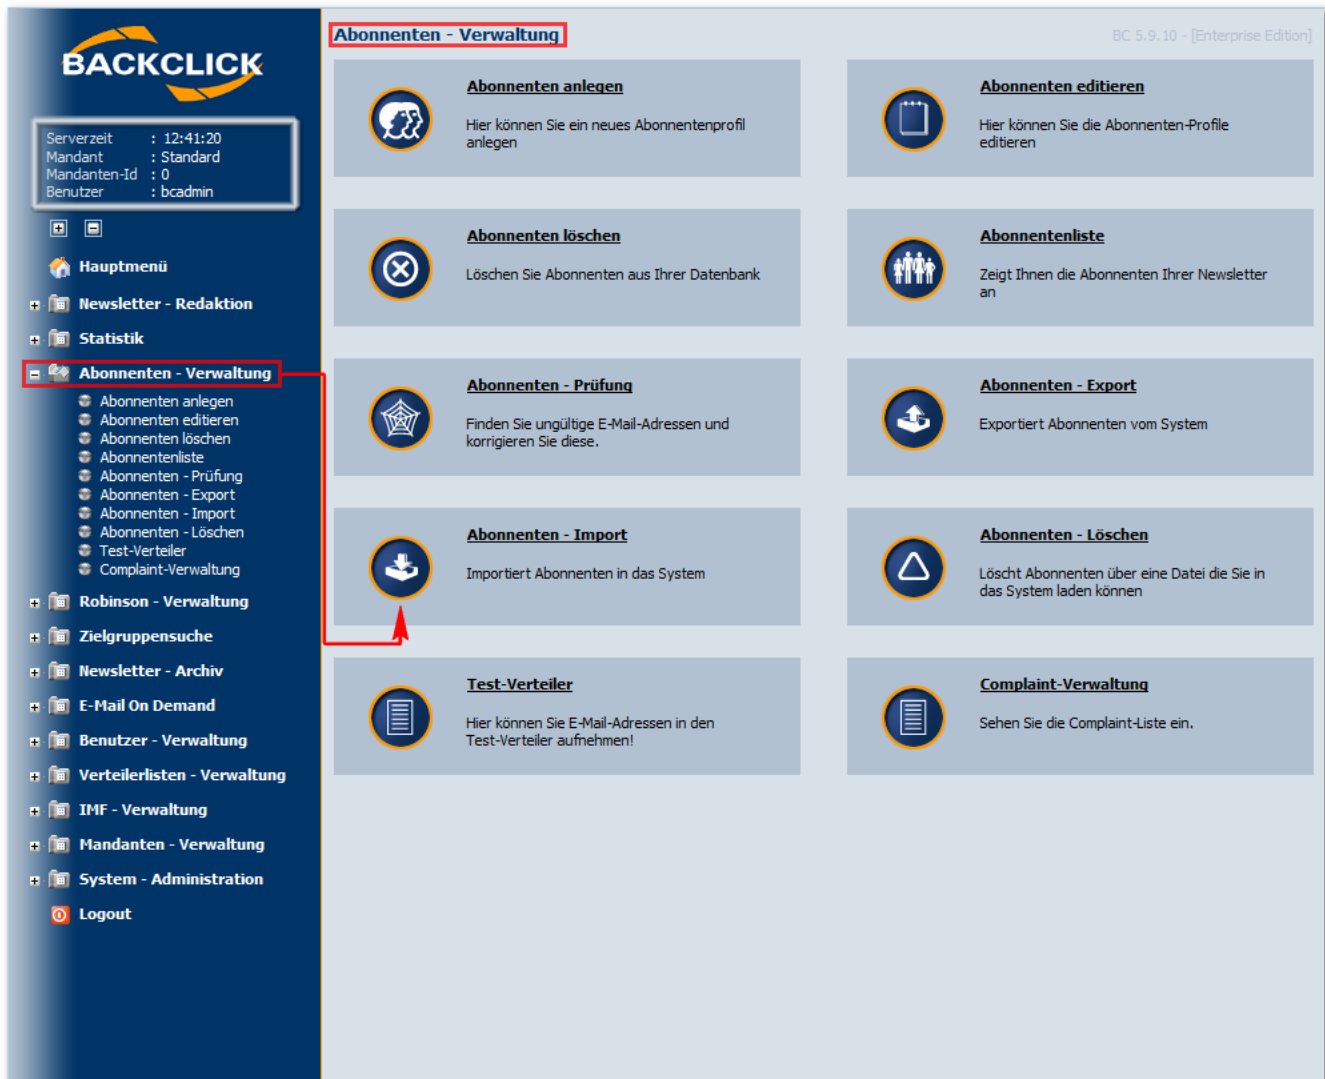 BACKCLICK
Serverzeit : 12:41:20
Mandant : Standard
Mandanten-Id : 0
Benutzer : bcadmin
Hauptmenü
Newsletter - Redaktion
Statistik
Abonnenten - Verwaltung
Abonnenten anlegen
Abonnenten editieren
Abonnenten löschen
Abonnentenliste
Abonnenten - Prüfung
Abonnenten - Export
Abonnenten - Import
Abonnenten - Löschen
Test-Verteiler
Complaint-Verwaltung
Robinson - Verwaltung
Zielgruppensuche
Newsletter - Archiv
E-Mail On Demand
Benutzer - Verwaltung
Verteilerlisten - Verwaltung
IMF - Verwaltung
Mandanten - Verwaltung
System - Administration
Logout
Abonnenten - Verwaltung
BC 5.9.10 - [Enterprise Edition]
Abonnenten anlegen
Hier können Sie ein neues Abonnentenprofil
anlegen
Abonnenten editieren
Hier können Sie die Abonnenten-Profile
editieren
Abonnenten löschen
Löschen Sie Abonnenten aus Ihrer Datenbank
Abonnentenliste
Zeigt Ihnen die Abonnenten Ihrer Newsletter
an
Abonnenten - Prüfung
Finden Sie ungültige E-Mail-Adressen und
korrigieren Sie diese.
Abonnenten - Export
Exportiert Abonnenten vom System
Abonnenten - Import
Importiert Abonnenten in das System
Abonnenten - Löschen
Löscht Abonnenten über eine Datei die Sie in
das System laden können
Test-Verteiler
Hier können Sie E-Mail-Adressen in den
Test-Verteiler aufnehmen!
Complaint-Verwaltung
Sehen Sie die Complaint-Liste ein.